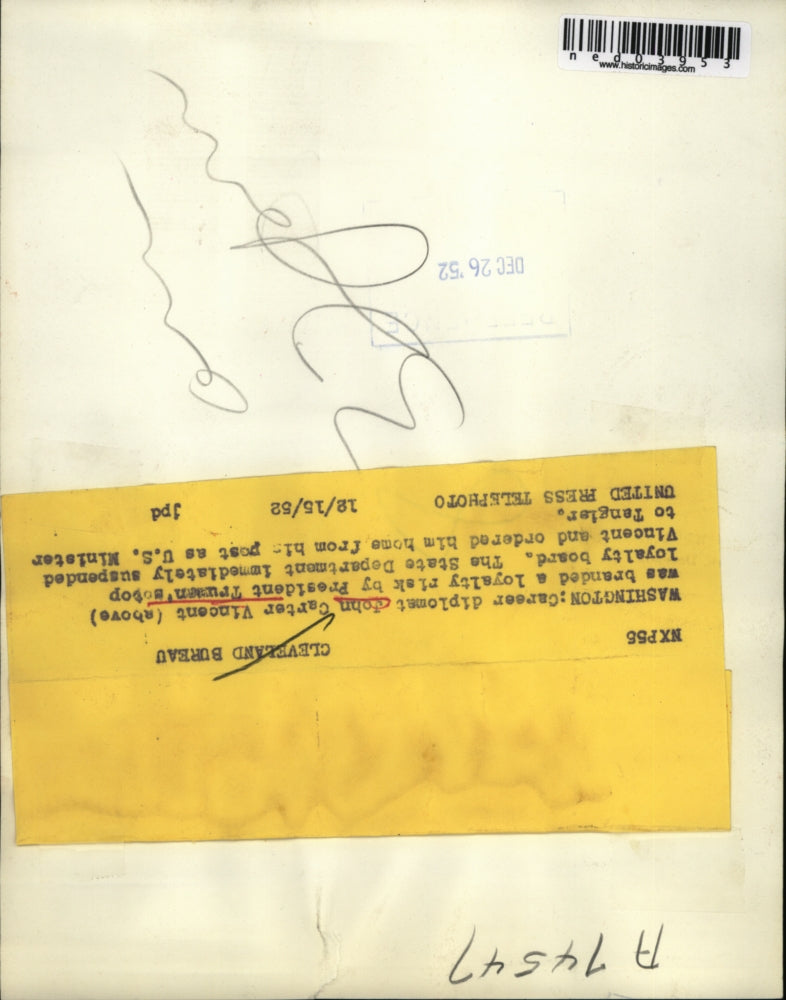 ned03953
www.historicimages.com
DEC 26 '52
NXP55 CLEVELAND BUREAU
WASHINGTON: Career diplomat John Carter Vincent (above)
was branded a loyalty risk by President Truman's top
loyalty board. The State Department immediately suspended
Vincent and ordered him home from his post as U.S. Minister
to Tangier.
UNITED PRESS TELEPHOTO 12/15/52 jpd
A 74547